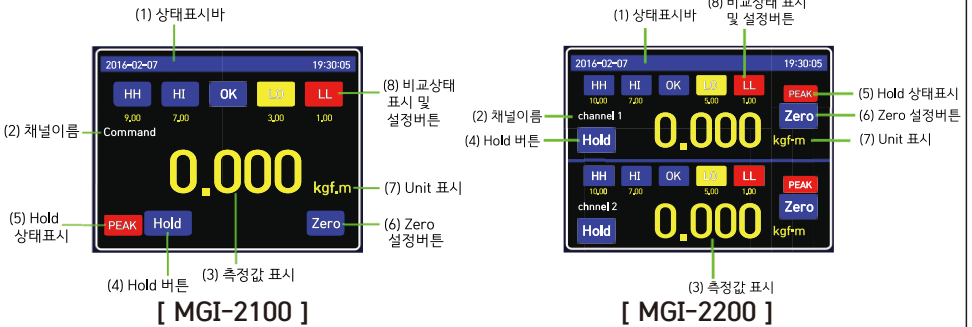 (1) 상태표시바
2016-02-07 19:30:05
HH HI OK LO LL
9.00 7.00 3.00 1.00
(8) 비교상태
표시 및
설정버튼
(2) 채널이름
Command
0.000 kgf.m
(7) Unit 표시
(5) Hold
상태표시
PEAK Hold Zero
(6) Zero
설정버튼
(4) Hold 버튼
(3) 측정값 표시
[ MGI-2100 ]
(8) 비교상태 표시
및 설정버튼
(1) 상태표시바
2016-02-07 19:30:05
HH HI OK LO LL PEAK
10.00 7.00 5.00 1.00
(5) Hold 상태표시
(2) 채널이름
channel 1
Zero
(6) Zero 설정버튼
(4) Hold 버튼
Hold 0.000 kgf·m
(7) Unit 표시
HH HI OK LO LL PEAK
10.00 7.00 5.00 1.00
chnnel 2
Zero
Hold 0.000 kgf·m
(3) 측정값 표시
[ MGI-2200 ]